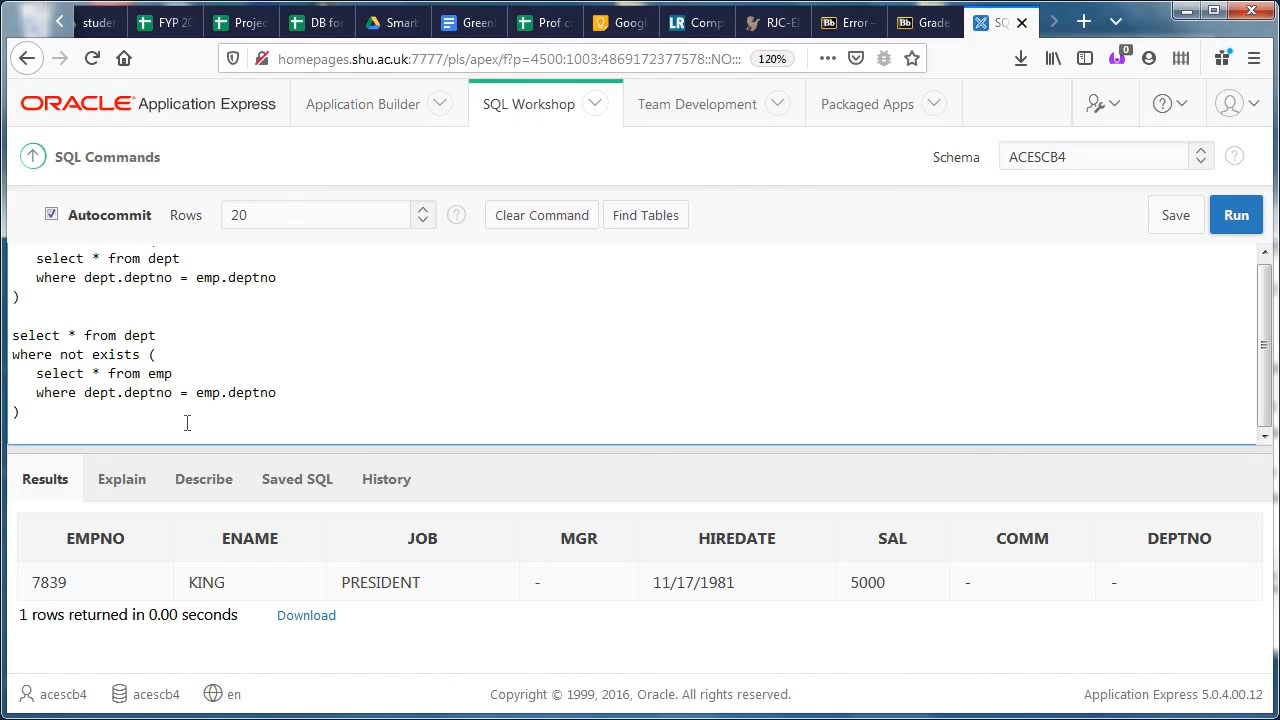 studen FYP 20 Projec DB for Smart Green Prof c Googl LR Comp RJC-El Bb Error – Bb Grade SQ
homepages.shu.ac.uk:7777/pls/apex/f?p=4500:1003:4869172377578::NO::: 120% 0
ORACLE Application Express Application Builder SQL Workshop Team Development Packaged Apps
SQL Commands Schema ACESCB4
Autocommit Rows 20 Clear Command Find Tables Save Run
select * from dept
where dept.deptno = emp.deptno
)
select * from dept
where not exists (
select * from emp
where dept.deptno = emp.deptno
)
Results Explain Describe Saved SQL History
EMPNO ENAME JOB MGR HIREDATE SAL COMM DEPTNO
7839 KING PRESIDENT - 11/17/1981 5000 - -
1 rows returned in 0.00 seconds Download
acescb4 acescb4 en Copyright © 1999, 2016, Oracle. All rights reserved. Application Express 5.0.4.00.12